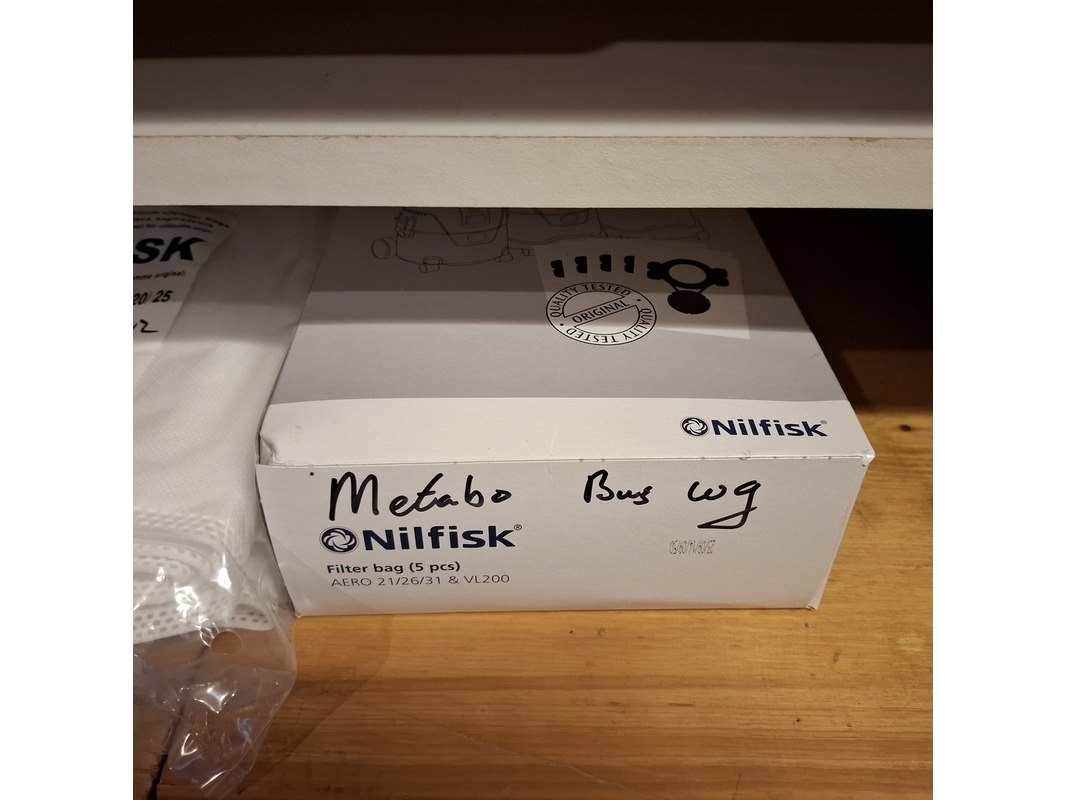 SK
20/25
QUALITY TESTED
ORIGINAL
QUALITY TESTED
Nilfisk®
Metabo Bus wg
Nilfisk®
Filter bag (5 pcs)
AERO 21/26/31 & VL200